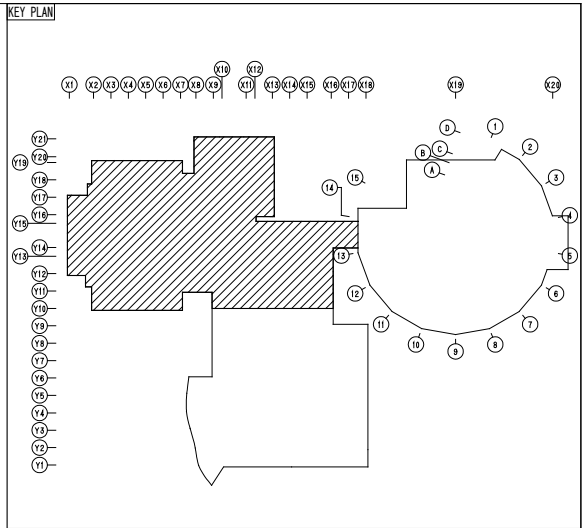 KEY PLAN
X10 X12
X1 X2 X3 X4 X5 X6 X7 X8 X9 X11 X13 X14 X15 X16 X17 X18 X19 X20
D 1
Y21
C 2
B
Y20
Y19
A
Y18
15 3
14
Y17
Y16 4
Y15
Y14
13 5
Y13
Y12
Y11 12 6
Y10
11 7
Y9
10 8
Y8 9
Y7
Y6
Y5
Y4
Y3
Y2
Y1